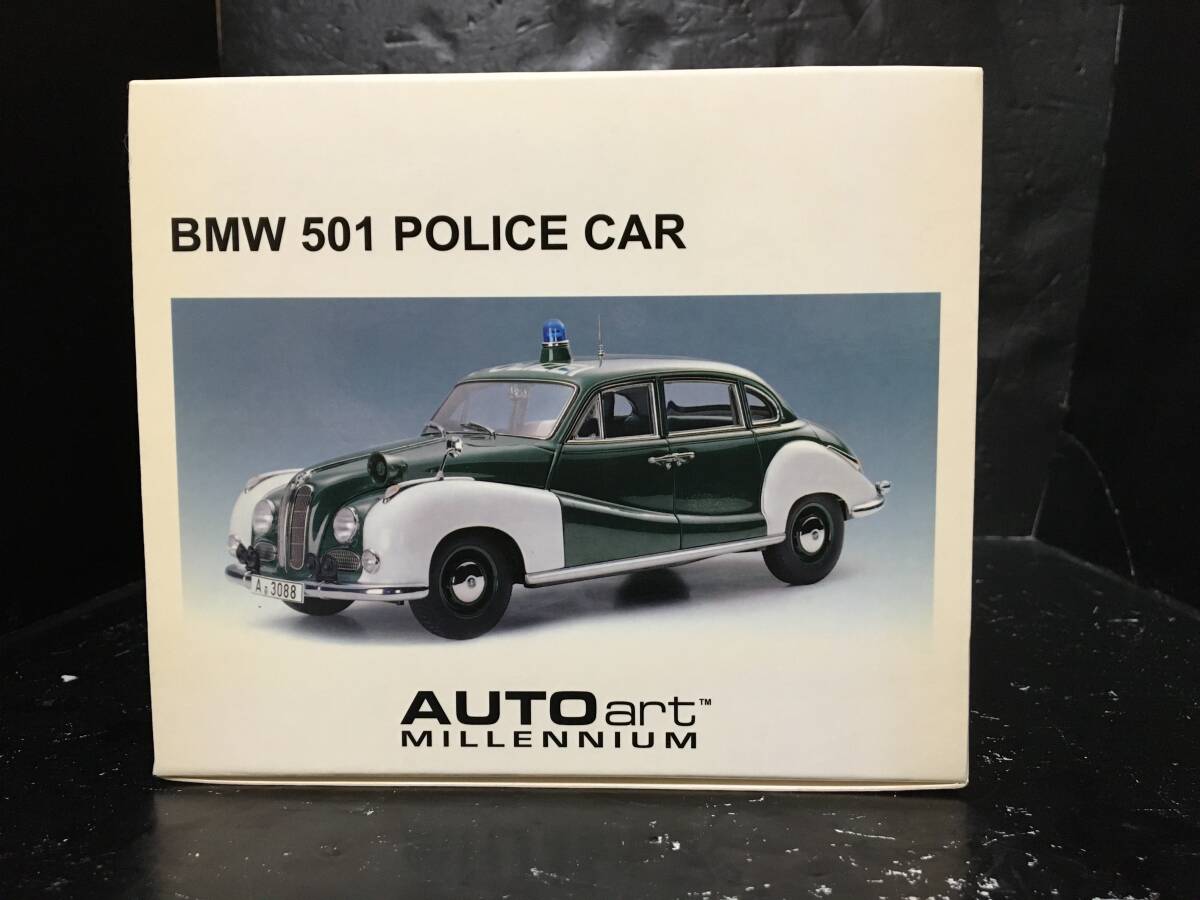 BMW 501 POLICE CAR
A 3088
AUTOart™
MILLENNIUM